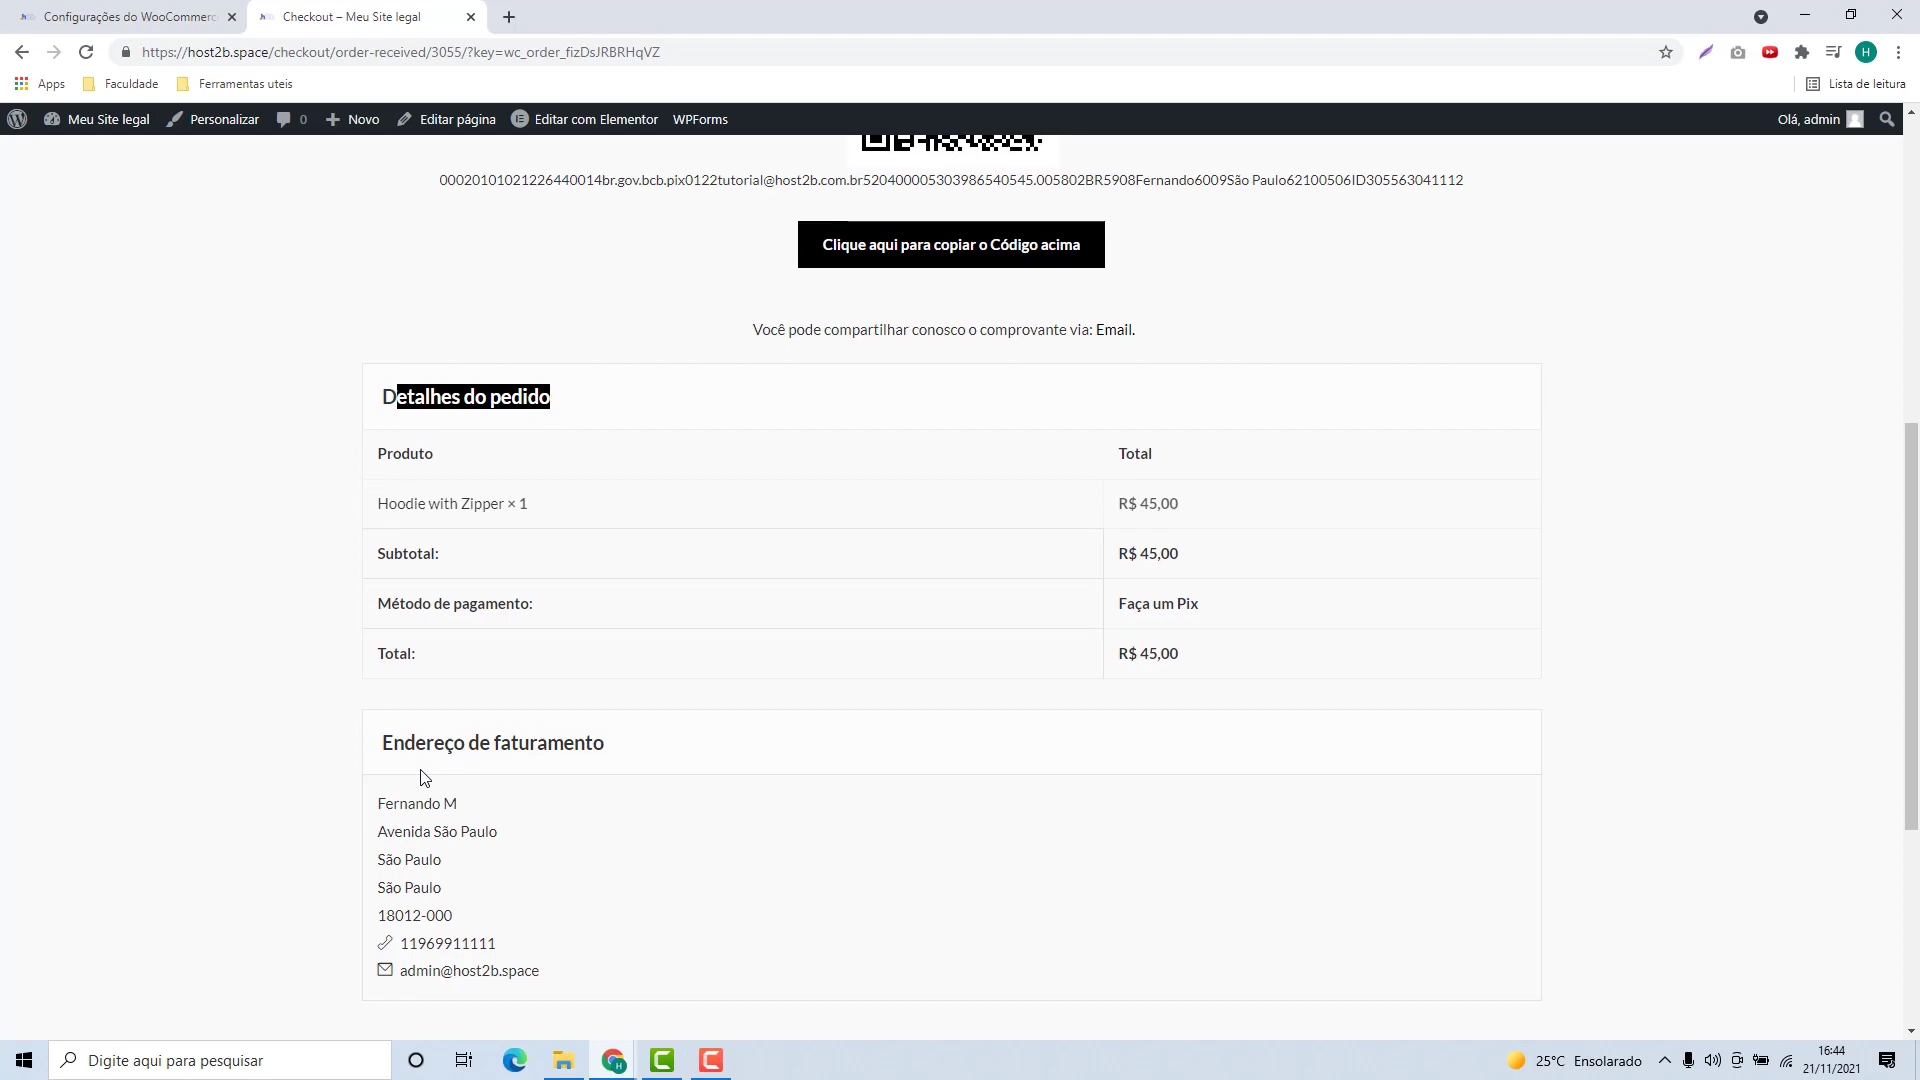 Configurações do WooCommerc
Checkout – Meu Site legal
https://host2b.space/checkout/order-received/3055/?key=wc_order_fizDsJRBRHqVZ
H
Apps
Faculdade
Ferramentas uteis
Lista de leitura
Meu Site legal
Personalizar
0
Novo
Editar página
Editar com Elementor
WPForms
Olá, admin
00020101021226440014br.gov.bcb.pix0122tutorial@host2b.com.br5204000053039865405​45.005802BR5908Fernando6009São Paulo62100506ID305563041112
Clique aqui para copiar o Código acima
Você pode compartilhar conosco o comprovante via: Email.
Detalhes do pedido
Produto
Total
Hoodie with Zipper × 1
R$ 45,00
Subtotal:
R$ 45,00
Método de pagamento:
Faça um Pix
Total:
R$ 45,00
Endereço de faturamento
Fernando M
Avenida São Paulo
São Paulo
São Paulo
18012-000
11969911111
admin@host2b.space
Digite aqui para pesquisar
25°C Ensolarado
16:44
21/11/2021